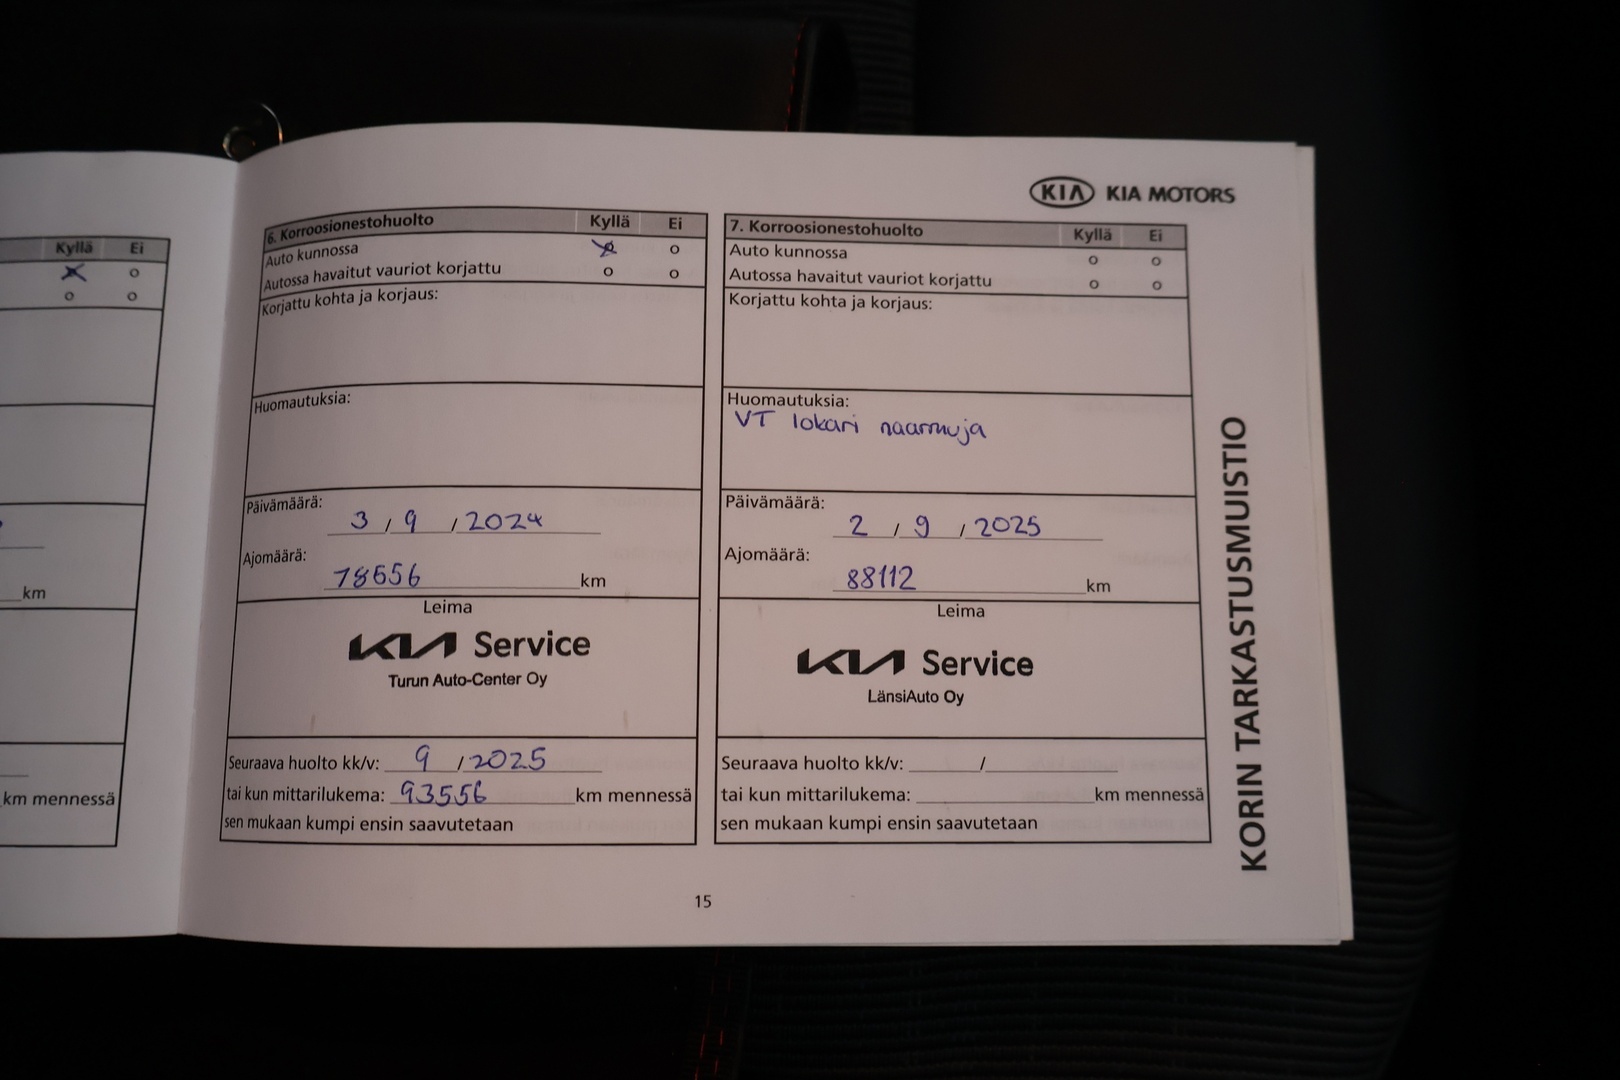 Kyllä Ei
o
o o
km
km mennessä
KIA KIA MOTORS
6. Korroosionestohuolto Kyllä Ei
Auto kunnossa o
Autossa havaitut vauriot korjattu o o
Korjattu kohta ja korjaus:
Huomautuksia:
Päivämäärä:
3 / 9 / 2024
Ajomäärä:
78556 km
Leima
KIA Service
Turun Auto-Center Oy
Seuraava huolto kk/v: 9 / 2025
tai kun mittarilukema: 93556 km mennessä
sen mukaan kumpi ensin saavutetaan
7. Korroosionestohuolto Kyllä Ei
Auto kunnossa o o
Autossa havaitut vauriot korjattu o o
Korjattu kohta ja korjaus:
Huomautuksia:
VT lokari naarmuja
Päivämäärä:
2 / 9 / 2025
Ajomäärä:
88112 km
Leima
KIA Service
LänsiAuto Oy
Seuraava huolto kk/v: /
tai kun mittarilukema: km mennessä
sen mukaan kumpi ensin saavutetaan
KORIN TARKASTUSMUISTIO
15